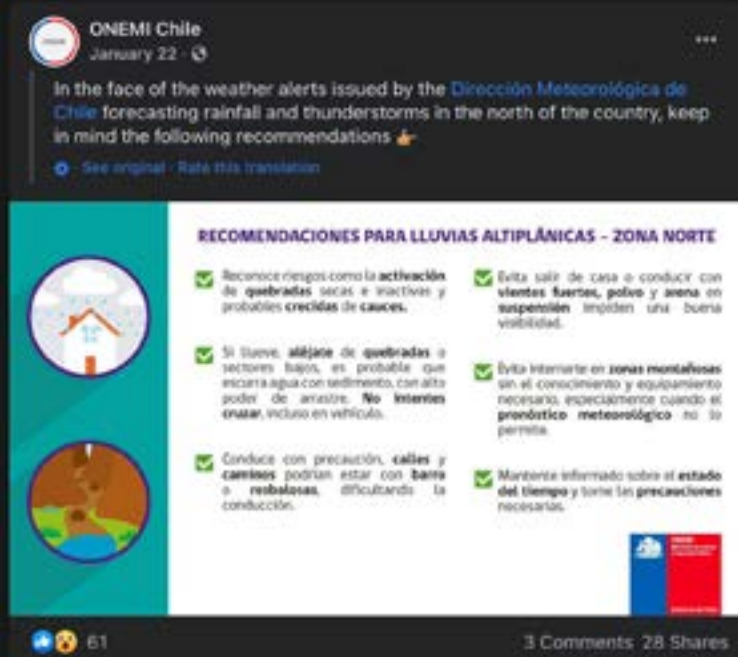 ONEMI Chile
January 22
In the face of the weather alerts issued by the Dirección Meteorológica de
Chile forecasting rainfall and thunderstorms in the north of the country, keep
in mind the following recommendations
See original · Rate this translation
RECOMENDACIONES PARA LLUVIAS ALTIPLÁNICAS – ZONA NORTE
Reconoce riesgos como la activación
de quebradas secas e inactivas y
probables crecidas de cauces.
Si llueve, aléjate de quebradas o
sectores bajos, es probable que
escurra agua con sedimento, con alto
poder de arrastre. No intentes
cruzar, incluso en vehículo.
Conduce con precaución, calles y
caminos podrían estar con barro
o resbalosas, dificultando la
conducción.
Evita salir de casa o conducir con
vientos fuertes, polvo y arena en
suspensión impiden una buena
visibilidad.
Evita internarte en zonas montañosas
sin el conocimiento y equipamiento
necesario, especialmente cuando el
pronóstico meteorológico no lo
permita.
Mantente informado sobre el estado
del tiempo y tome las precauciones
necesarias.
61
3 Comments 28 Shares